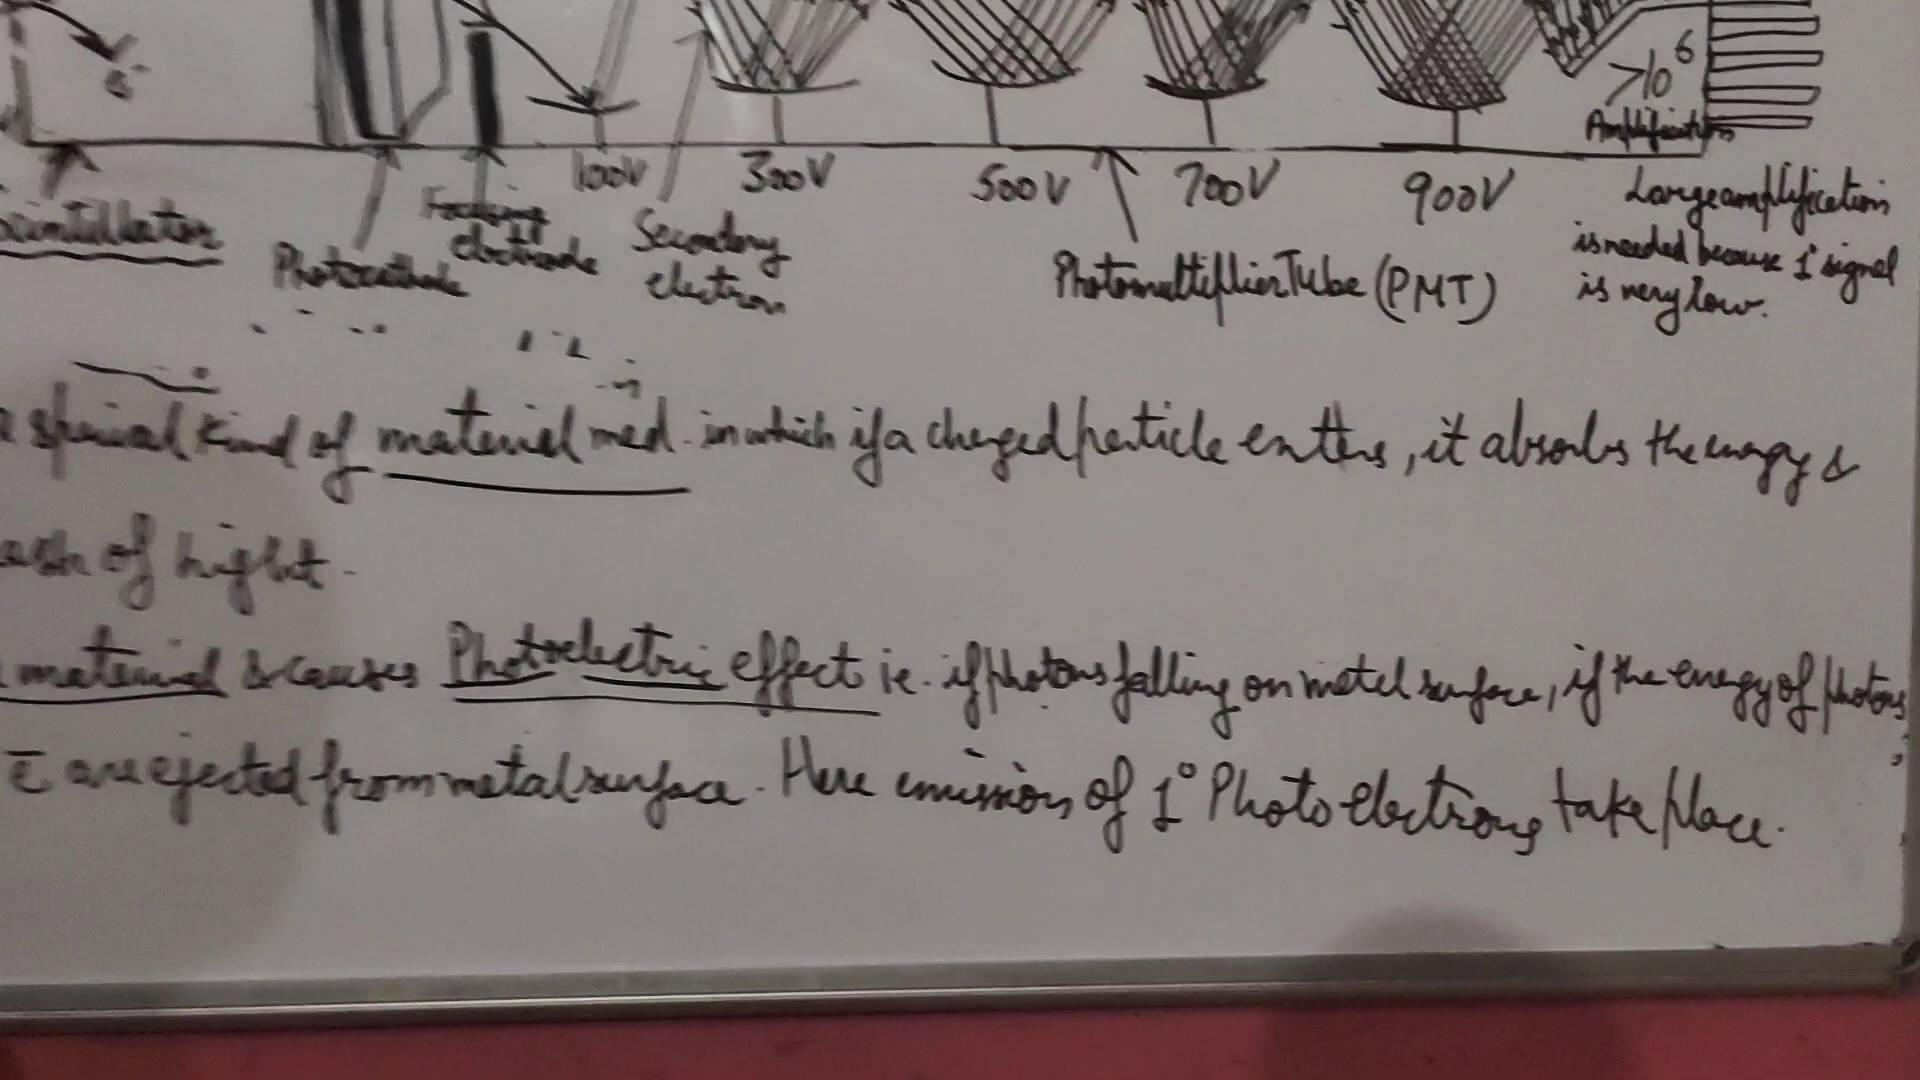 e-
>10^6
Amplification
100V 300V 500V 700V 900V
Scintillator
Photocathode
Focusing
electrode
Secondary
electron
Photomultiplier Tube (PMT)
Large amplification
is needed because 1° signal
is very low.
special kind of material med. in which if a charged particle enters, it absorbs the energy &
of light.
material & causes Photoelectric effect ie. if photons falling on metal surface, if the energy of photons,
ē are ejected from metal surface. Here emission of 1° Photo electrons take place.